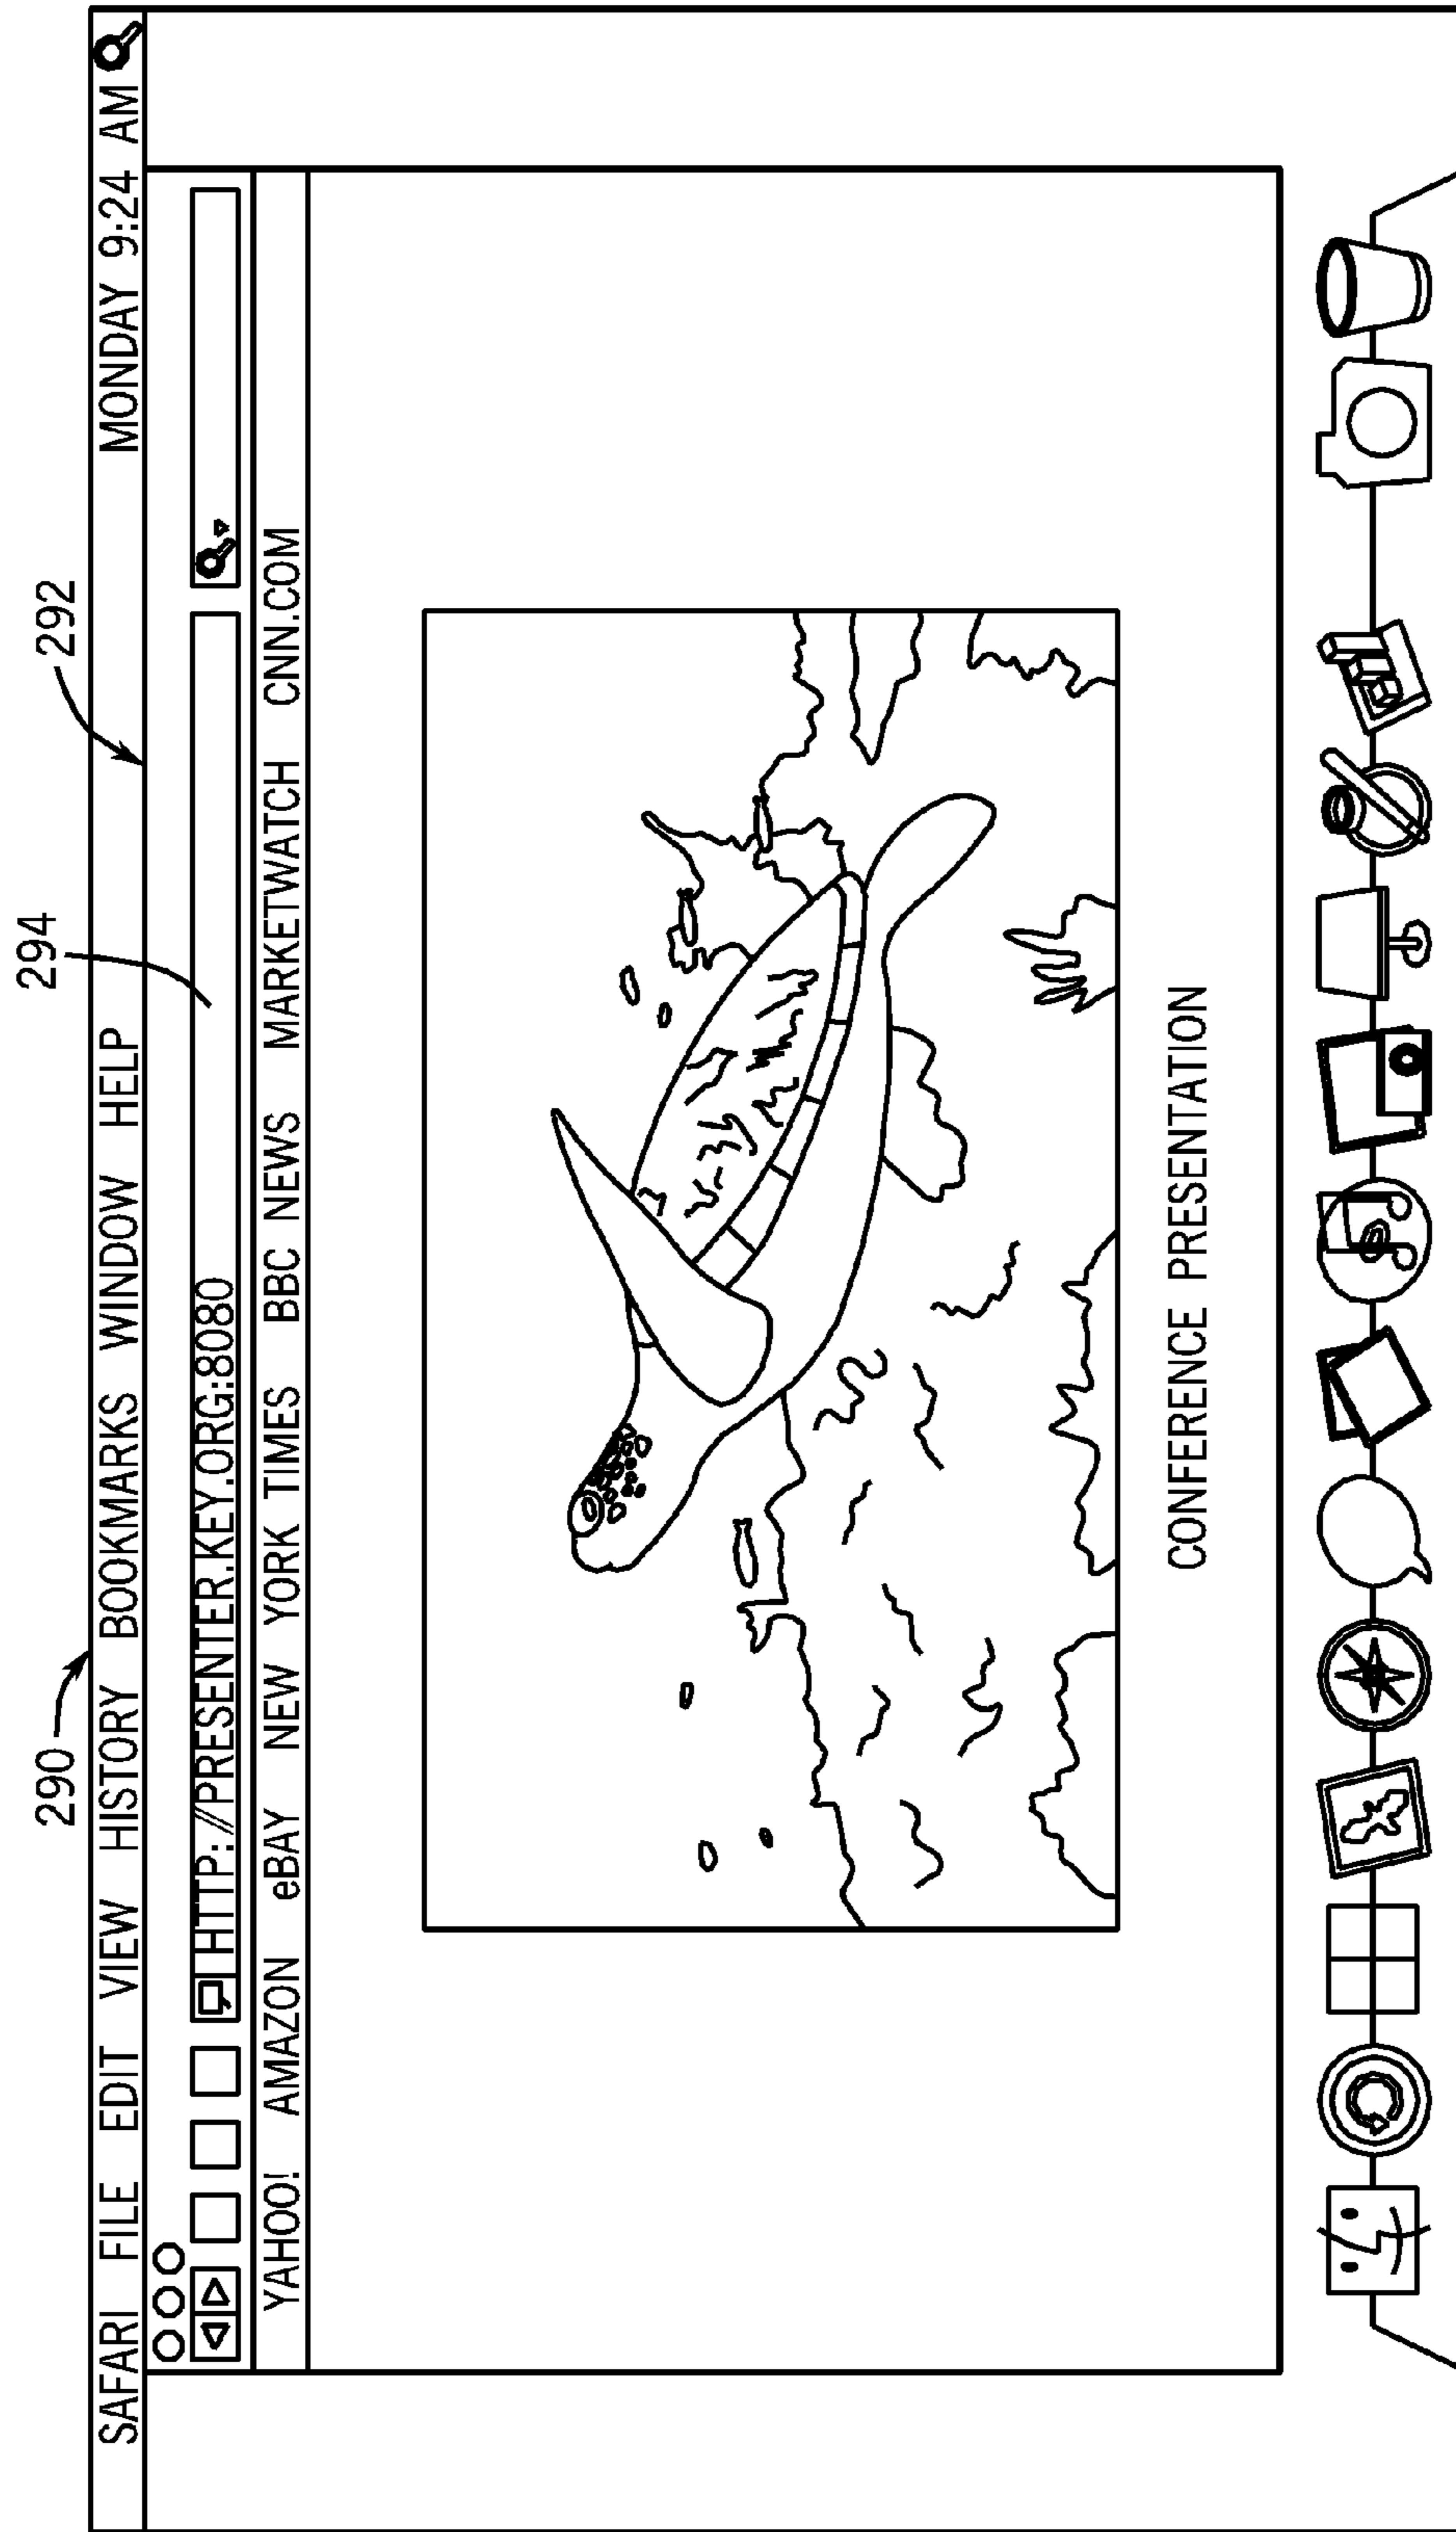 294
292
290
SAFARI FILE EDIT VIEW HISTORY BOOKMARKS WINDOW HELP MONDAY 9:24 AM
HTTP://PRESENTER.KEY.ORG:8080
YAHOO! AMAZON eBAY NEW YORK TIMES BBC NEWS MARKETWATCH CNN.COM
CONFERENCE PRESENTATION